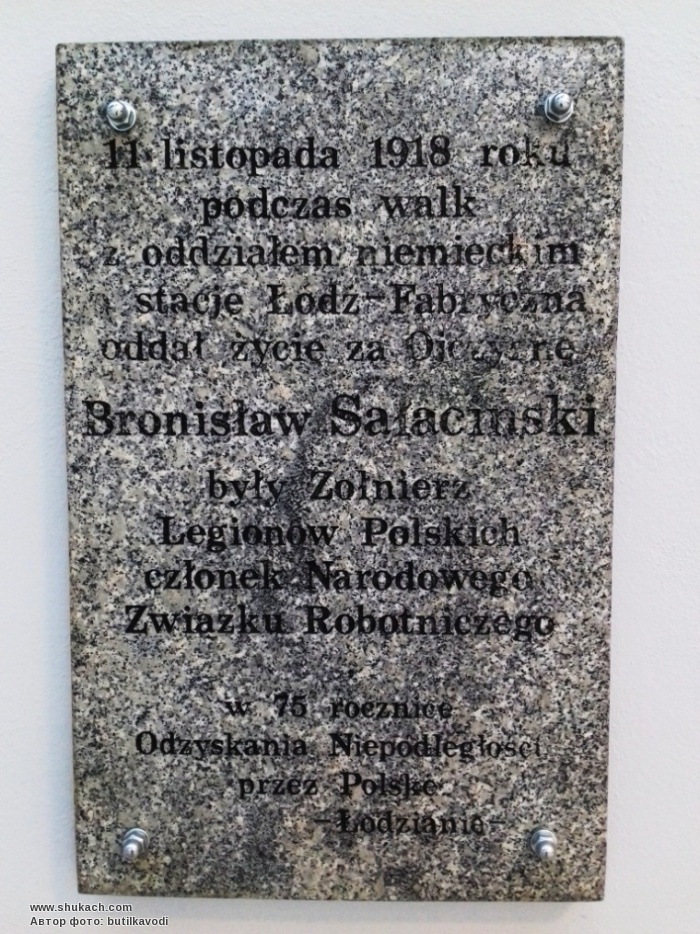 11 listopada 1918 roku
podczas walk
z oddziałem niemieckim
o stację Łódź-Fabryczna
oddał życie za Ojczyznę
Bronisław Sałaciński
były Żołnierz
Legionów Polskich
członek Narodowego
Związku Robotniczego
w 75 rocznicę
Odzyskania Niepodległości
przez Polskę
-Łodzianie-
www.shukach.com
Автор фото: butilkavodi